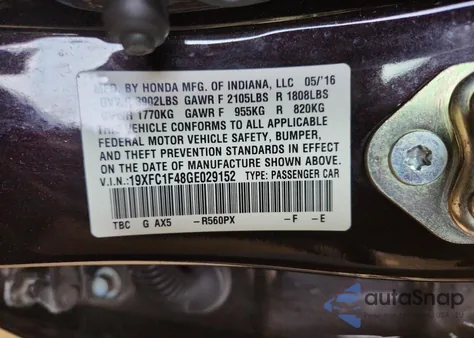 MFD. BY HONDA MFG. OF INDIANA, LLC 05/'16
3902LBS GAWR F 2105LBS R 1808LBS
1770KG GAWR F 955KG R 820KG
THIS VEHICLE CONFORMS TO ALL APPLICABLE
FEDERAL MOTOR VEHICLE SAFETY, BUMPER,
AND THEFT PREVENTION STANDARDS IN EFFECT
ON THE DATE OF MANUFACTURE SHOWN ABOVE.
V.I.N.: 19XFC1F48GE029152 TYPE: PASSENGER CAR
TBC G AX5 -R560PX -F -E
autoSnap